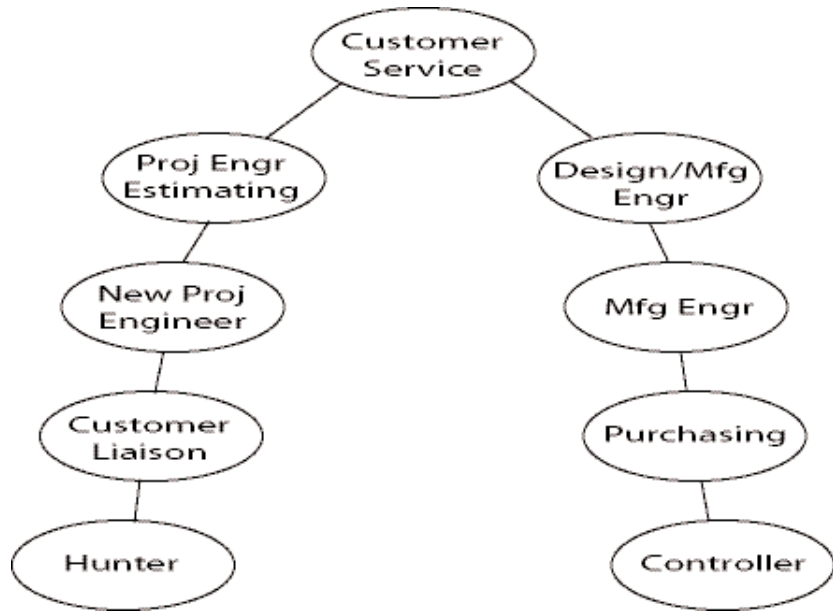 Customer
Service
Proj Engr
Estimating
Design/Mfg
Engr
New Proj
Engineer
Mfg Engr
Customer
Liaison
Purchasing
Hunter
Controller